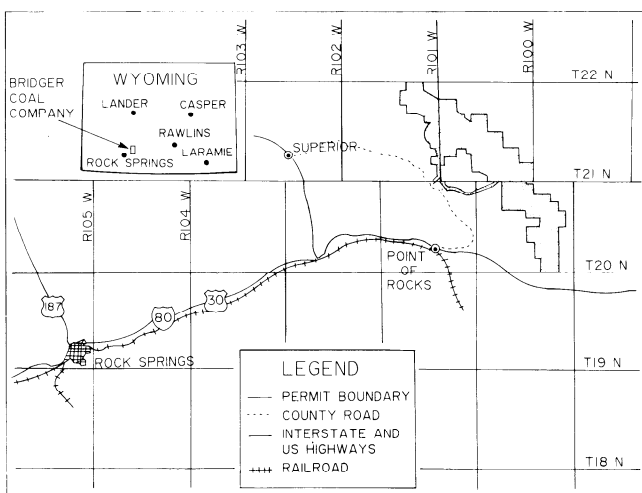 R103 W
R102 W
R101 W
R100 W
T22 N
WYOMING
BRIDGER
COAL
COMPANY
LANDER
CASPER
RAWLINS
ROCK SPRINGS
LARAMIE
SUPERIOR
T21 N
R105 W
R104 W
POINT
OF
ROCKS
T20 N
187
80
30
ROCK SPRINGS
T19 N
LEGEND
PERMIT BOUNDARY
COUNTY ROAD
INTERSTATE AND
US HIGHWAYS
RAILROAD
T18 N